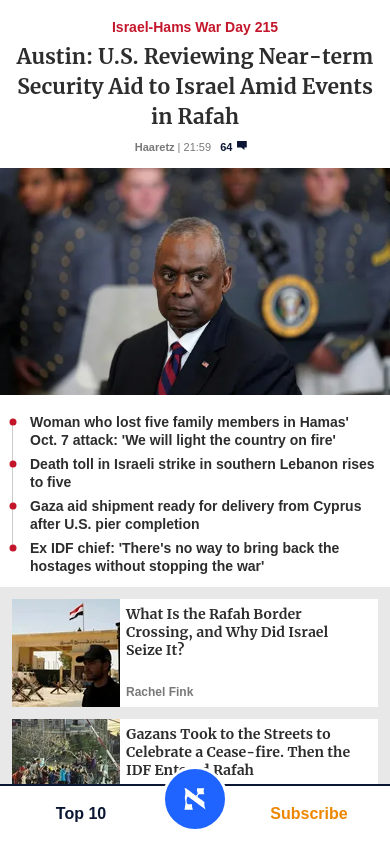 Israel-Hams War Day 215
Austin: U.S. Reviewing Near-term
Security Aid to Israel Amid Events
in Rafah
Haaretz | 21:59 64
Woman who lost five family members in Hamas'
Oct. 7 attack: 'We will light the country on fire'
Death toll in Israeli strike in southern Lebanon rises
to five
Gaza aid shipment ready for delivery from Cyprus
after U.S. pier completion
Ex IDF chief: 'There's no way to bring back the
hostages without stopping the war'
What Is the Rafah Border
Crossing, and Why Did Israel
Seize It?
Rachel Fink
Gazans Took to the Streets to
Celebrate a Cease-fire. Then the
IDF Rafah
Top 10
Subscribe